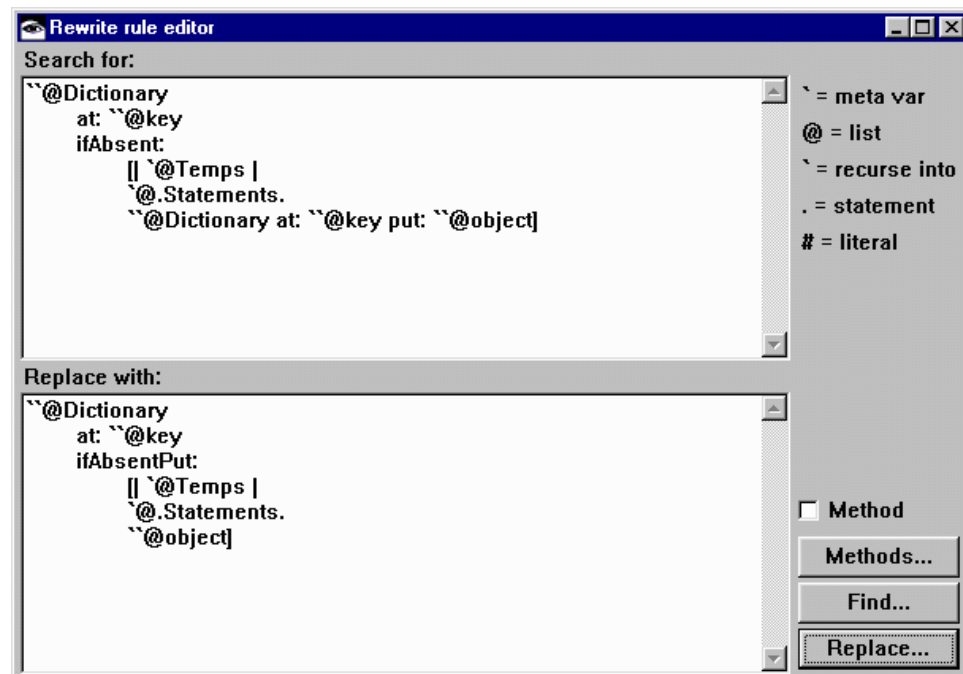 Rewrite rule editor
Search for:
``@Dictionary
at: ``@key
ifAbsent:
[| `@Temps |
`@.Statements.
``@Dictionary at: ``@key put: ``@object]
` = meta var
@ = list
` = recurse into
. = statement
# = literal
Replace with:
``@Dictionary
at: ``@key
ifAbsentPut:
[| `@Temps |
`@.Statements.
``@object]
Method
Methods...
Find...
Replace...